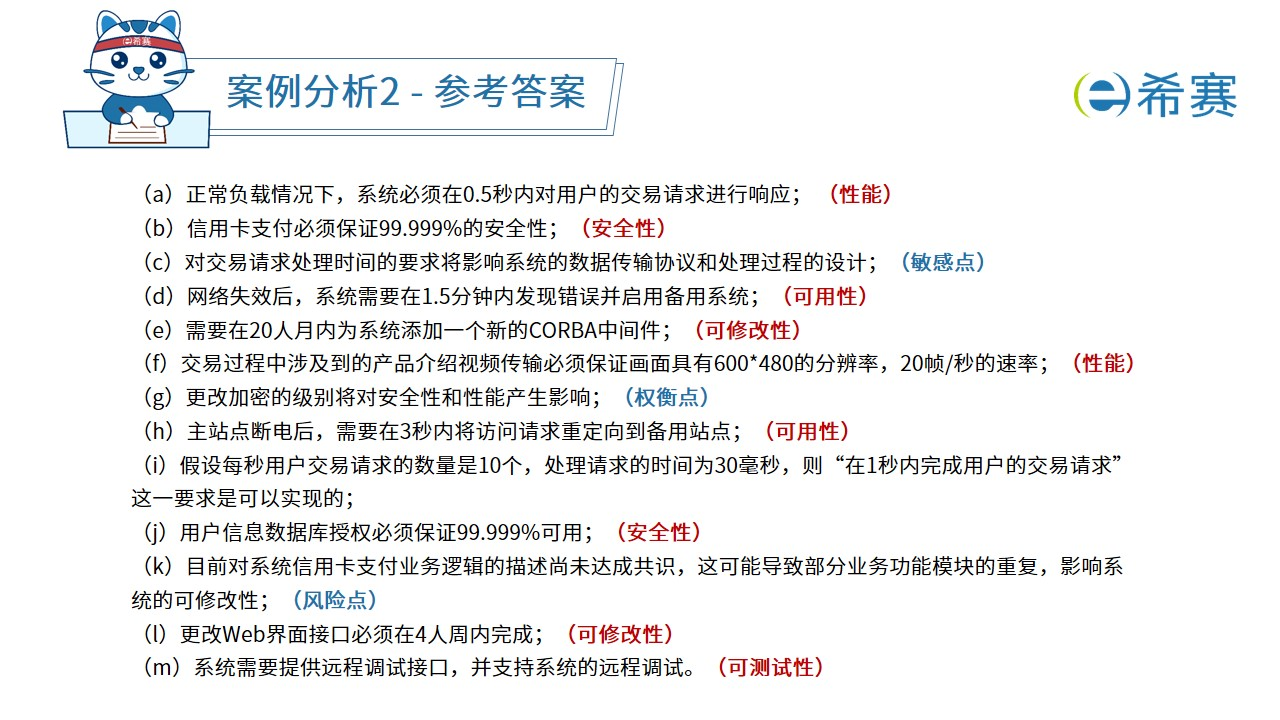 希赛
案例分析2 - 参考答案
希赛
（a）正常负载情况下，系统必须在0.5秒内对用户的交易请求进行响应；（性能）
（b）信用卡支付必须保证99.999%的安全性；（安全性）
（c）对交易请求处理时间的要求将影响系统的数据传输协议和处理过程的设计；（敏感点）
（d）网络失效后，系统需要在1.5分钟内发现错误并启用备用系统；（可用性）
（e）需要在20人月内为系统添加一个新的CORBA中间件；（可修改性）
（f）交易过程中涉及到的产品介绍视频传输必须保证画面具有600*480的分辨率，20帧/秒的速率；（性能）
（g）更改加密的级别将对安全性和性能产生影响；（权衡点）
（h）主站点断电后，需要在3秒内将访问请求重定向到备用站点；（可用性）
（i）假设每秒用户交易请求的数量是10个，处理请求的时间为30毫秒，则“在1秒内完成用户的交易请求”
这一要求是可以实现的；
（j）用户信息数据库授权必须保证99.999%可用；（安全性）
（k）目前对系统信用卡支付业务逻辑的描述尚未达成共识，这可能导致部分业务功能模块的重复，影响系
统的可修改性；（风险点）
（l）更改Web界面接口必须在4人周内完成；（可修改性）
（m）系统需要提供远程调试接口，并支持系统的远程调试。（可测试性）